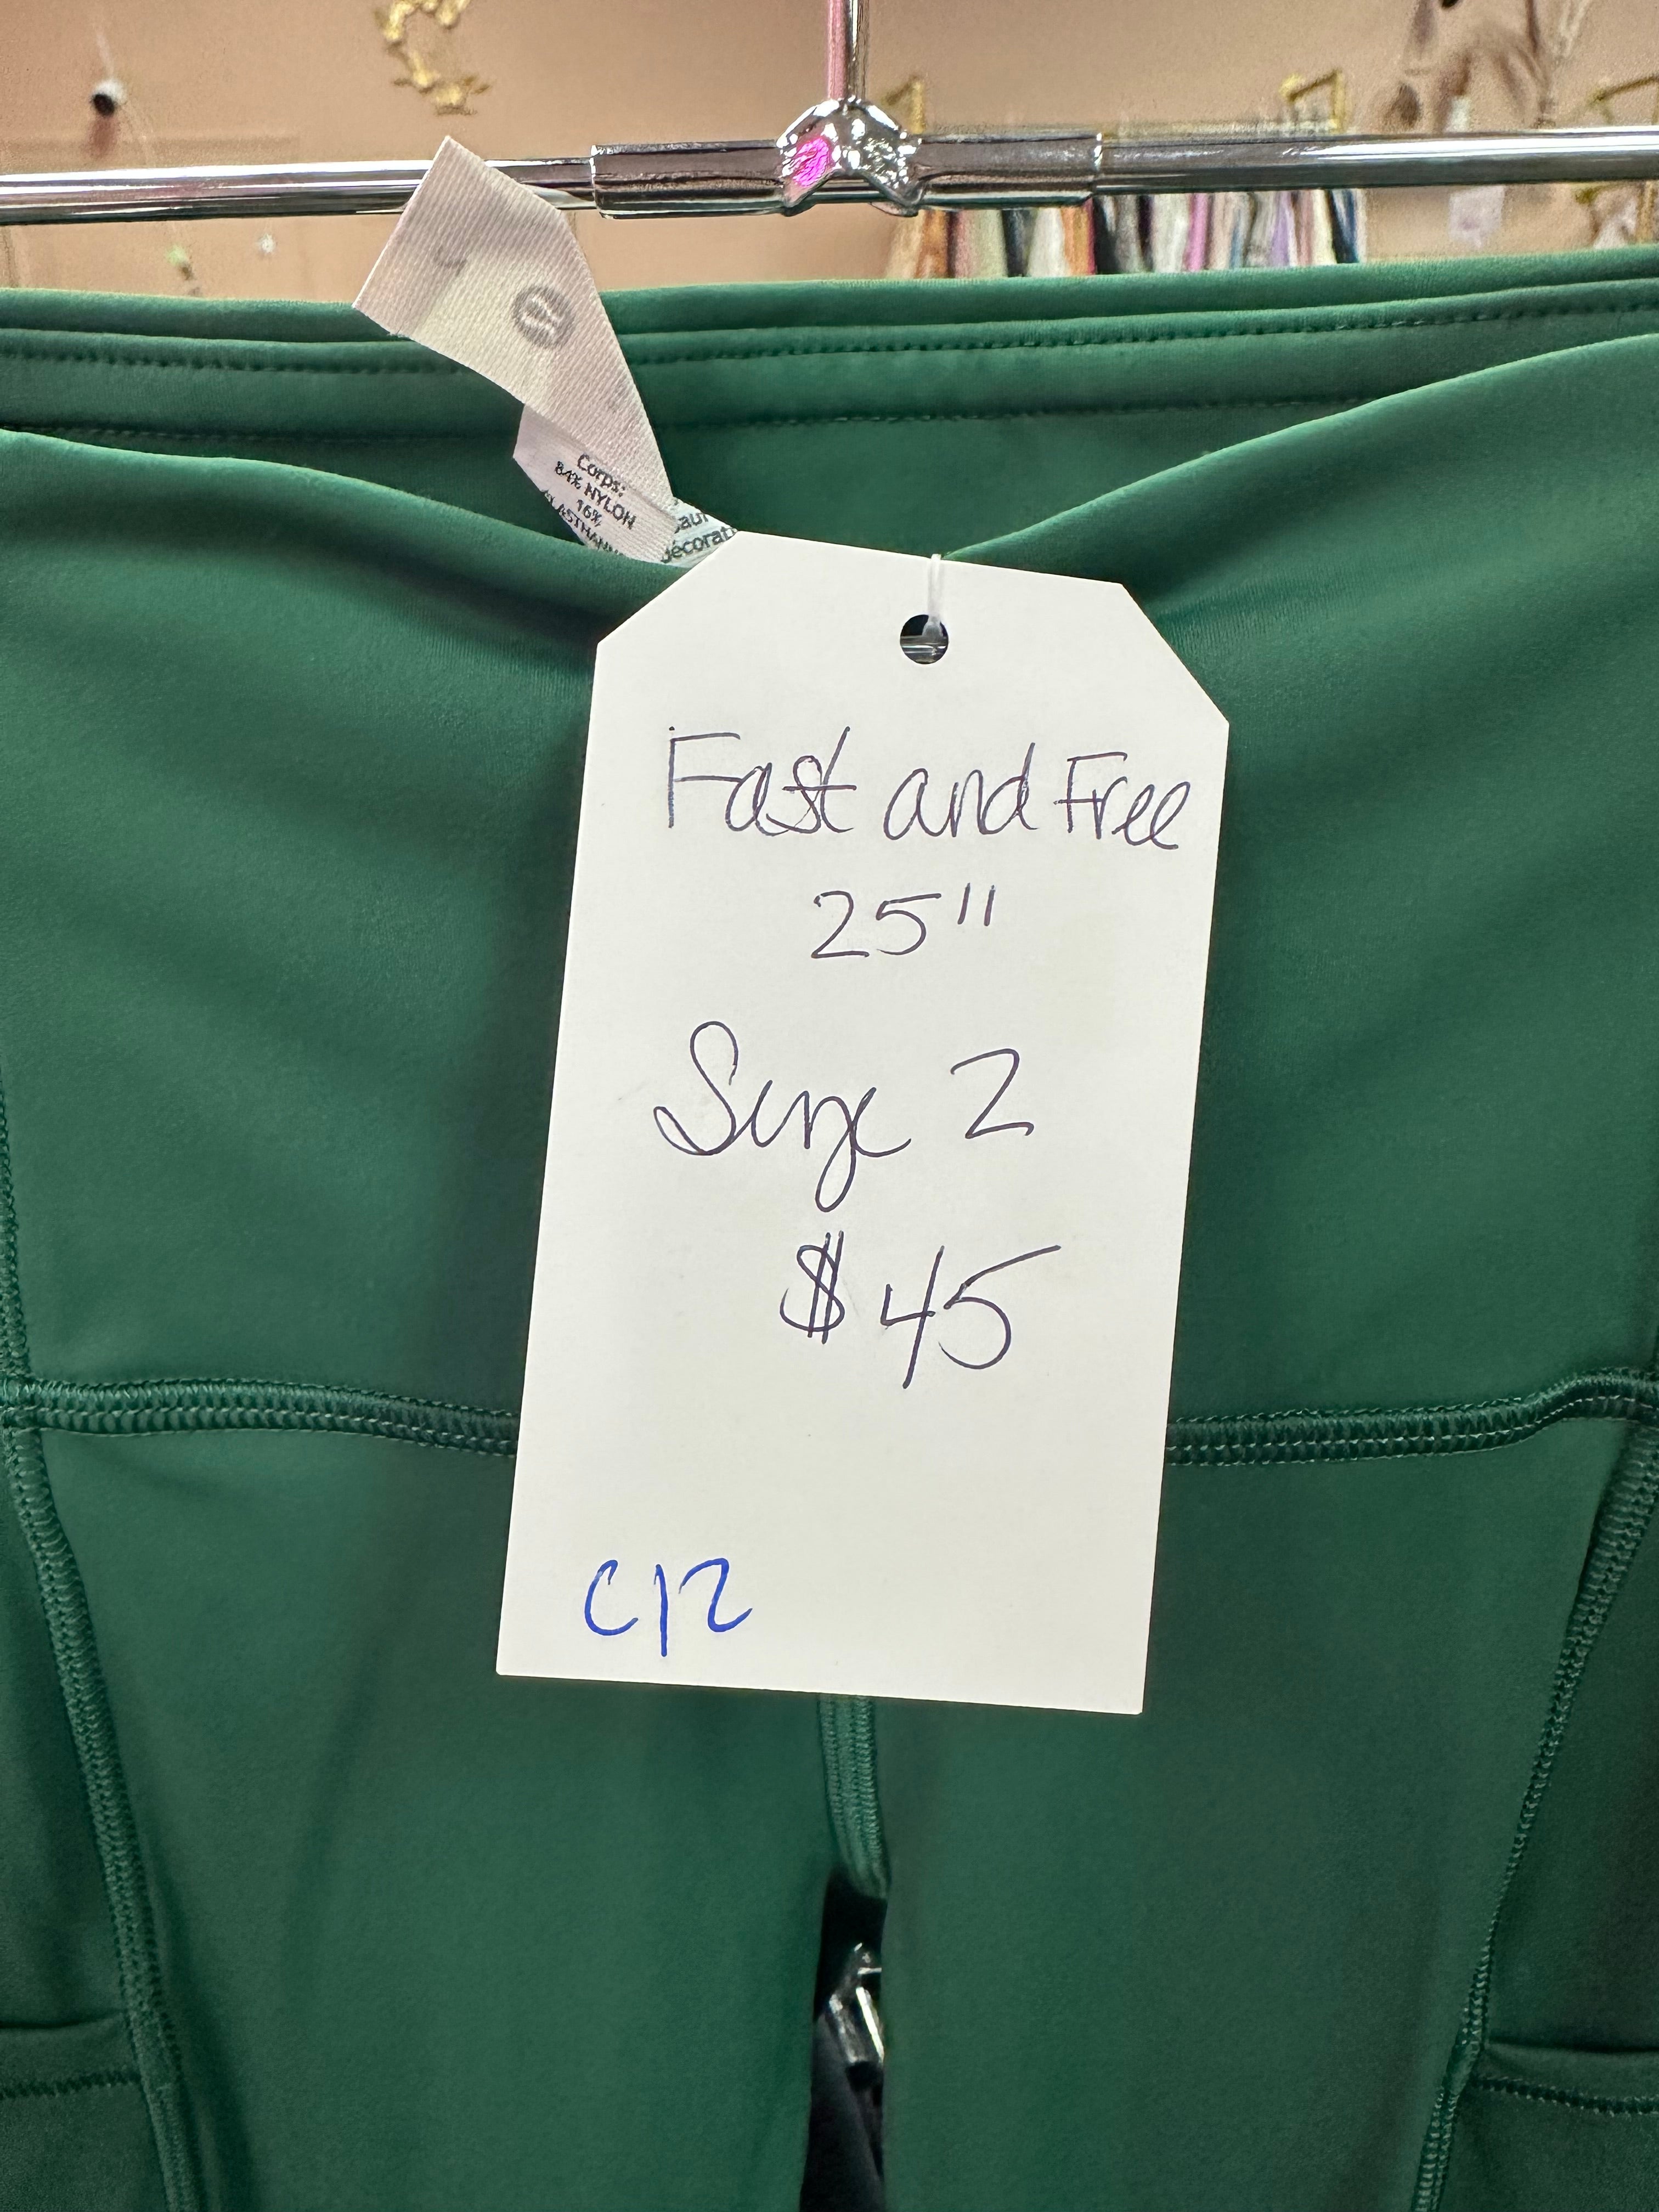 Corps:
84% NYLON
16%
Fast and Free
25"
Size 2
$45
C12